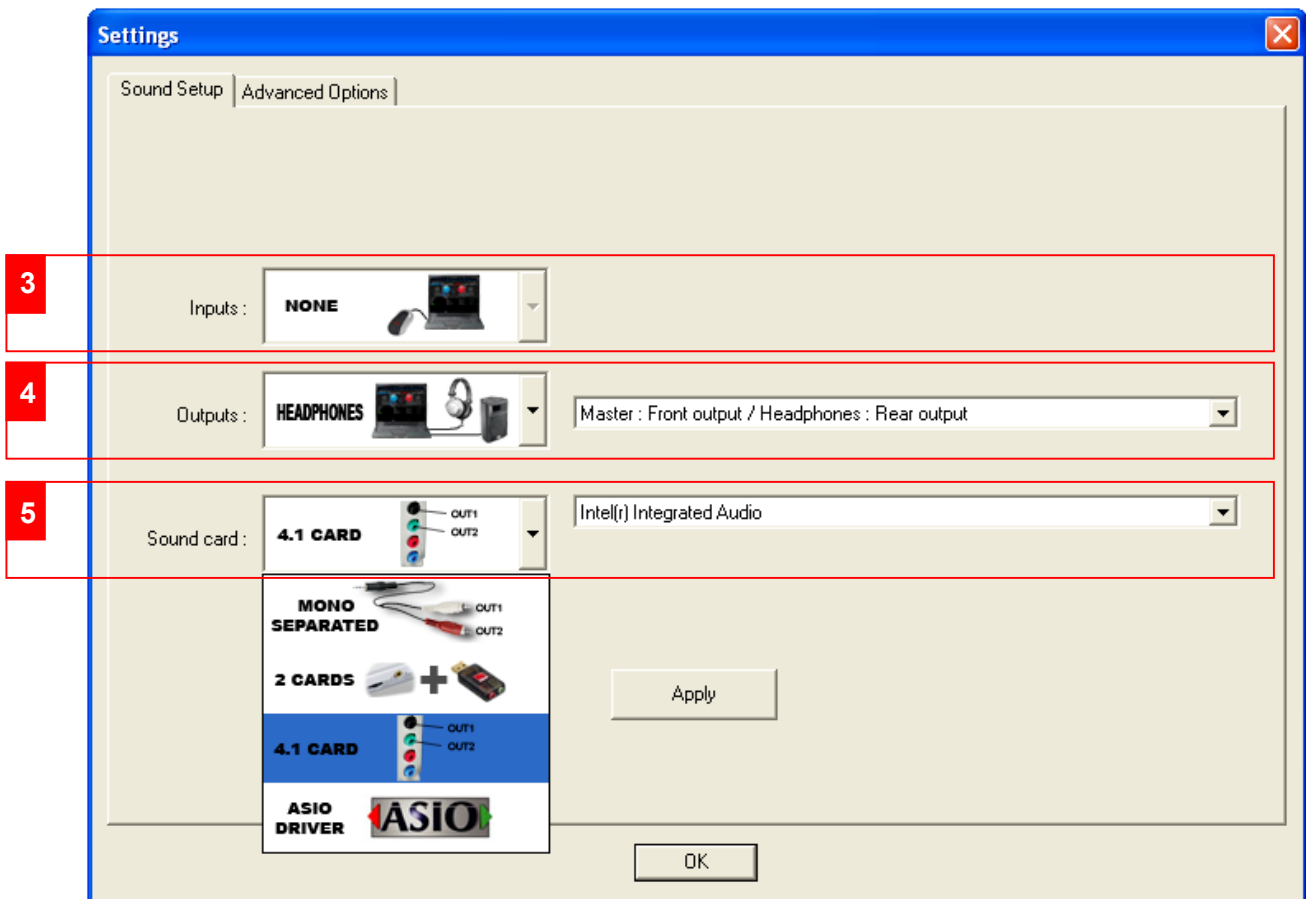 Settings
Sound Setup
Advanced Options
3
Inputs :
NONE
4
Outputs :
HEADPHONES
Master : Front output / Headphones : Rear output
5
Sound card :
4.1 CARD
OUT1
OUT2
Intel(r) Integrated Audio
MONO
SEPARATED
OUT1
OUT2
2 CARDS
4.1 CARD
OUT1
OUT2
ASIO
DRIVER
ASIO
Apply
OK